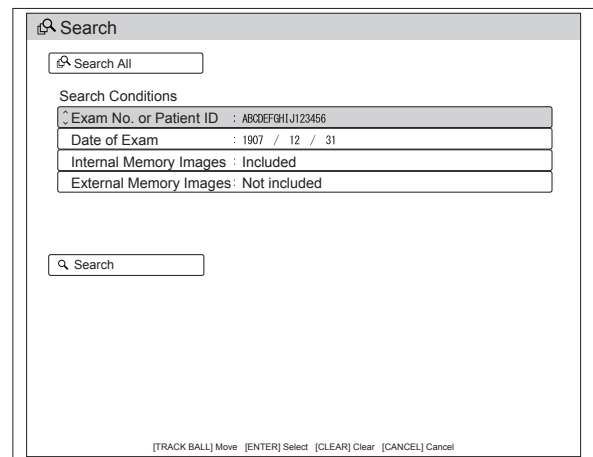 Search
Search All
Search Conditions
Exam No. or Patient ID : ABCDEFGHIJ123456
Date of Exam : 1907 / 12 / 31
Internal Memory Images : Included
External Memory Images : Not included
Search
[TRACK BALL] Move [ENTER] Select [CLEAR] Clear [CANCEL] Cancel